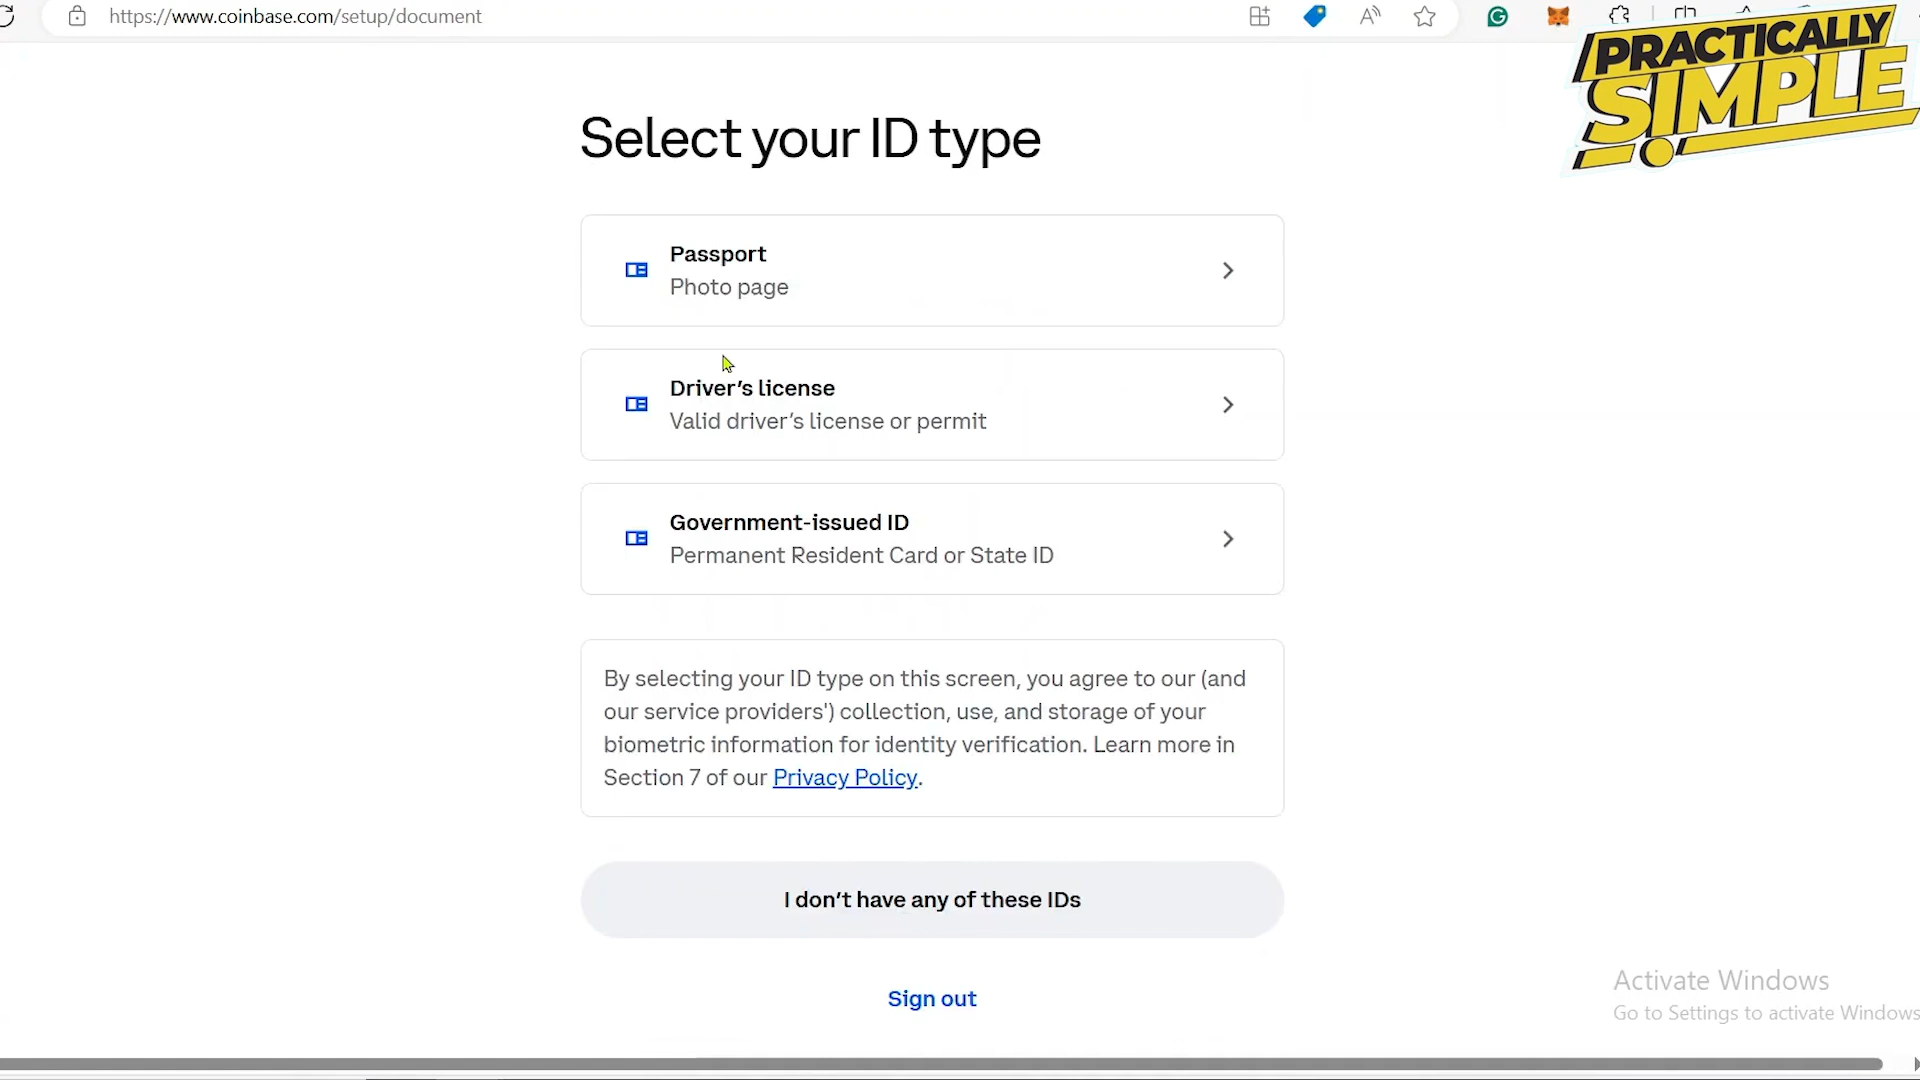 https://www.coinbase.com/setup/document
PRACTICALLY
SIMPLE
Select your ID type
Passport
Photo page
Driver’s license
Valid driver’s license or permit
Government-issued ID
Permanent Resident Card or State ID
By selecting your ID type on this screen, you agree to our (and
our service providers') collection, use, and storage of your
biometric information for identity verification. Learn more in
Section 7 of our Privacy Policy.
I don’t have any of these IDs
Sign out
Activate Windows
Go to Settings to activate Windows